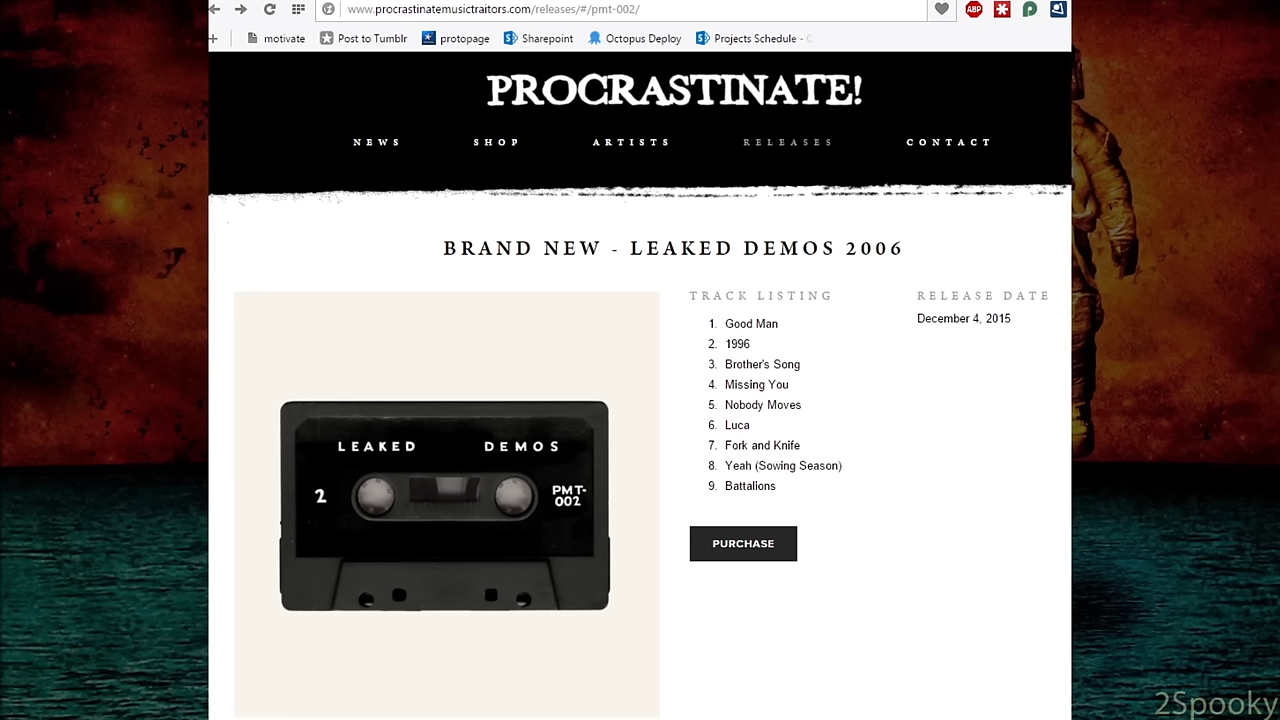 www.procrastinatemusictraitors.com/releases/#/pmt-002/
ABP
motivate
Post to Tumblr
protopage
Sharepoint
Octopus Deploy
Projects Schedule -
PROCRASTINATE!
NEWS
SHOP
ARTISTS
RELEASES
CONTACT
BRAND NEW - LEAKED DEMOS 2006
TRACK LISTING
1. Good Man
2. 1996
3. Brother's Song
4. Missing You
5. Nobody Moves
6. Luca
7. Fork and Knife
8. Yeah (Sowing Season)
9. Battalions
PURCHASE
RELEASE DATE
December 4, 2015
LEAKED DEMOS
2
PMT-
002
2Spooky